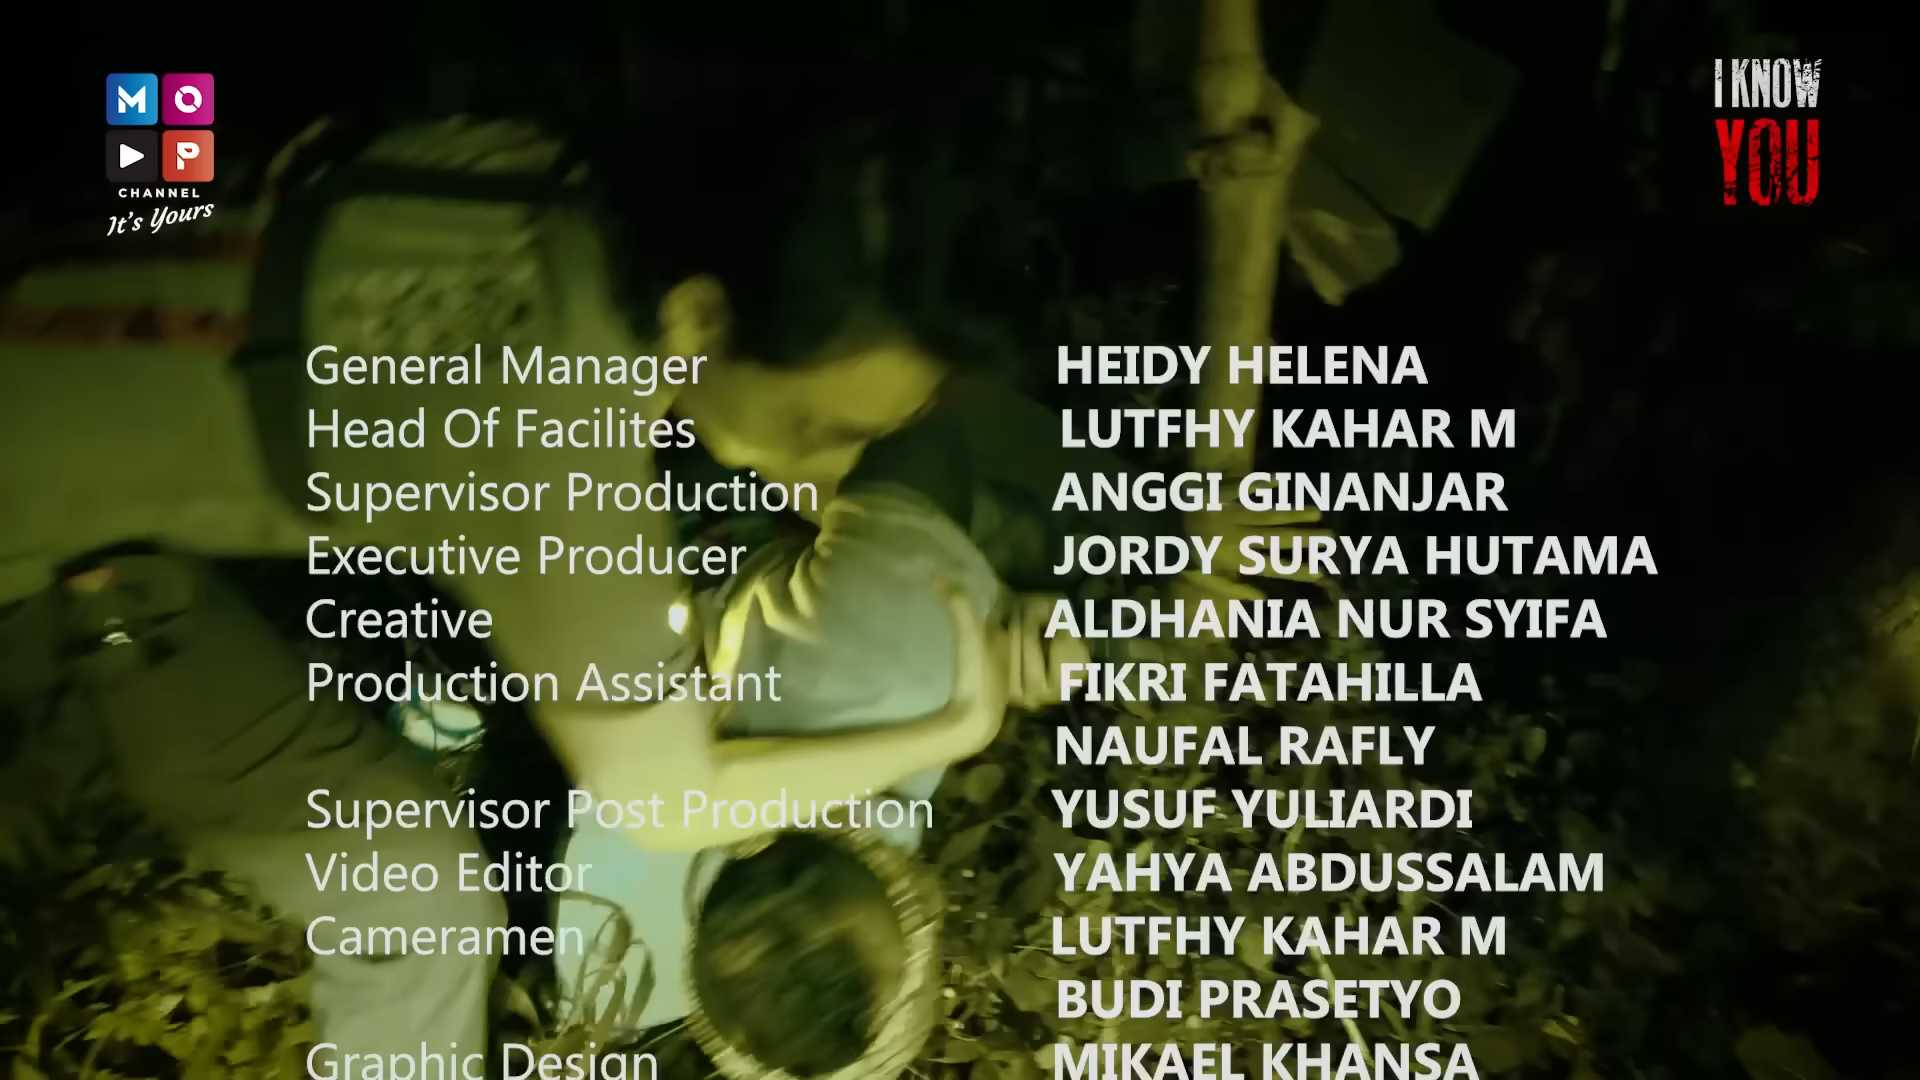 MO
P
CHANNEL
It's Yours
I KNOW
YOU
General Manager HEIDY HELENA
Head Of Facilites LUTFHY KAHAR M
Supervisor Production ANGGI GINANJAR
Executive Producer JORDY SURYA HUTAMA
Creative ALDHANIA NUR SYIFA
Production Assistant FIKRI FATAHILLA
NAUFAL RAFLY
Supervisor Post Production YUSUF YULIARDI
Video Editor YAHYA ABDUSSALAM
Cameramen LUTFHY KAHAR M
BUDI PRASETYO
Graphic Design MIKAEL KHANSA